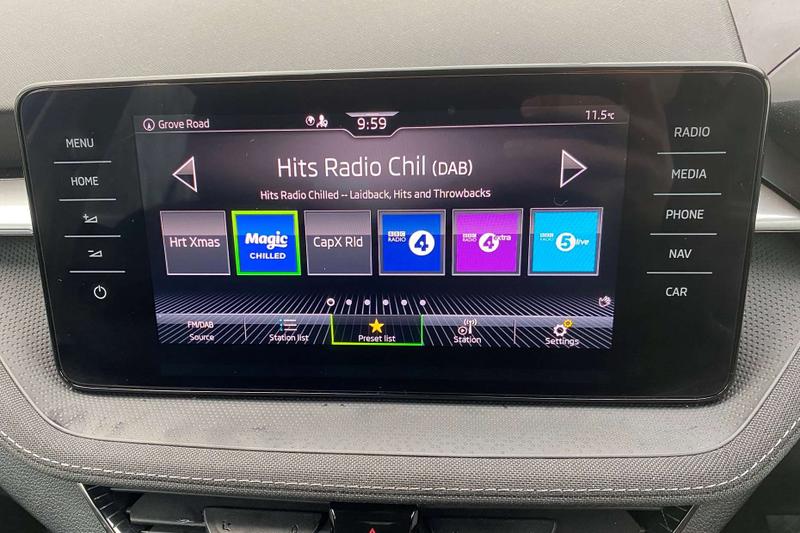 Grove Road
9:59
11.5°C
MENU
HOME
RADIO
MEDIA
PHONE
NAV
CAR
Hits Radio Chil (DAB)
Hits Radio Chilled -- Laidback, Hits and Throwbacks
Hrt Xmas
Magic
CHILLED
CapX Rld
BBC
RADIO
4
BBC
RADIO
4 extra
BBC
RADIO
5 live
FM/DAB
Source
Station list
Preset list
Station
Settings